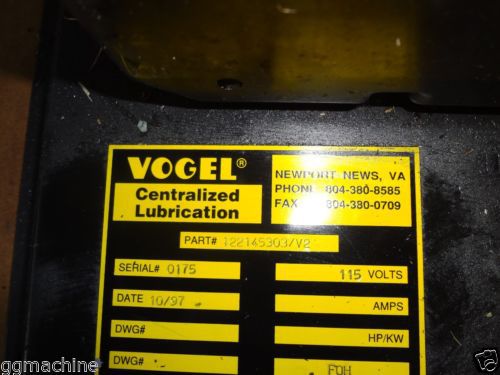 VOGEL®
Centralized
Lubrication
NEWPORT NEWS, VA
PHONE 804-380-8585
FAX 804-380-0709
PART# 122145303/V2
SERIAL# 0175
115 VOLTS
DATE 10/97
AMPS
DWG#
HP/KW
DWG#
ggmachine